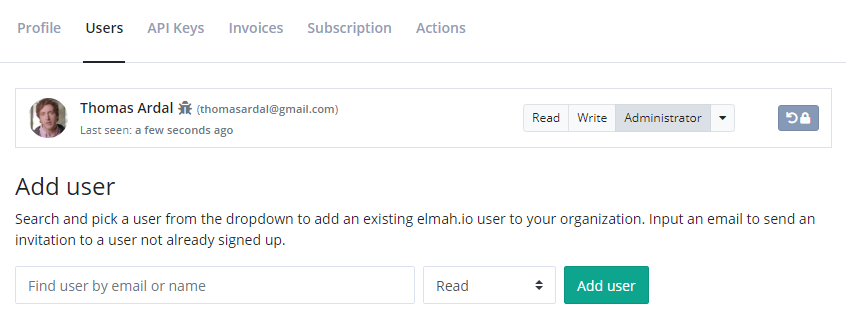 Profile Users API Keys Invoices Subscription Actions
Thomas Ardal (thomasardal@gmail.com)
Last seen: a few seconds ago
Read Write Administrator
Add user
Search and pick a user from the dropdown to add an existing elmah.io user to your organization. Input an email to send an
invitation to a user not already signed up.
Find user by email or name Read Add user